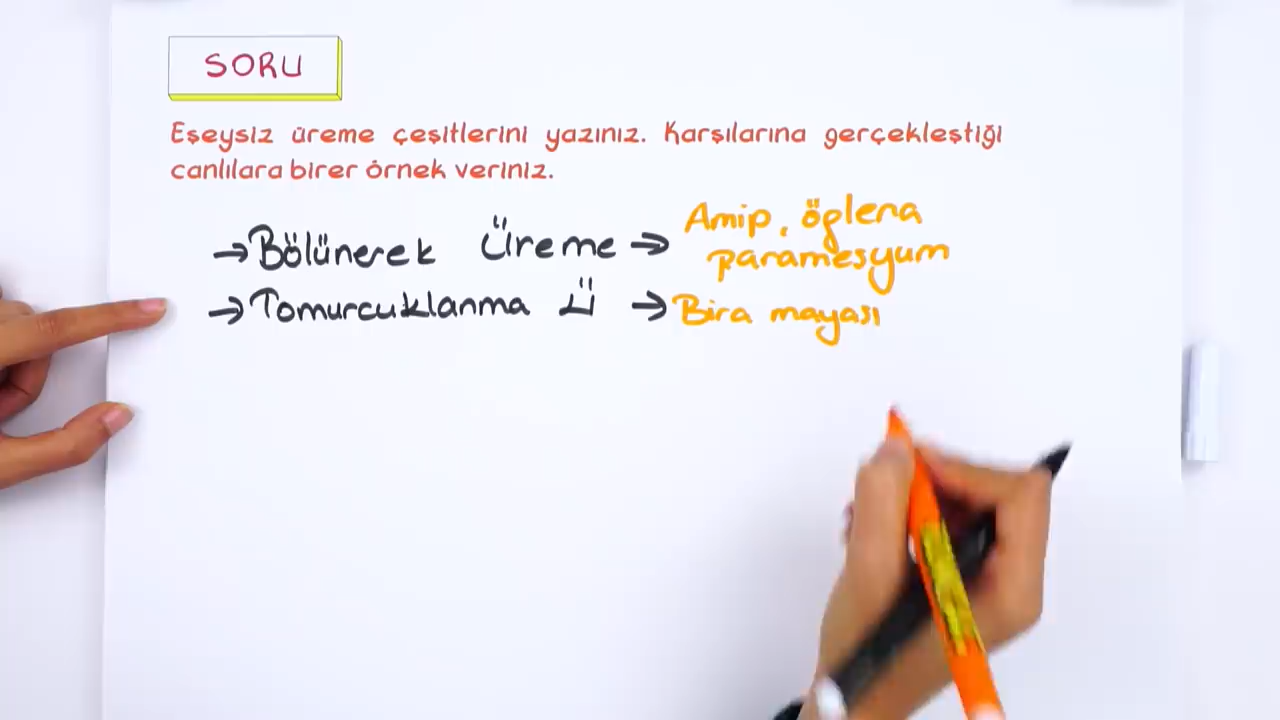 SORU
Eşeysiz üreme çeşitlerini yazınız. Karşılarına gerçekleştiği
canlılara birer örnek veriniz.
→Bölünerek Üreme → Amip, öglena
paramesyum
→Tomurcuklanma Ü → Bira mayası